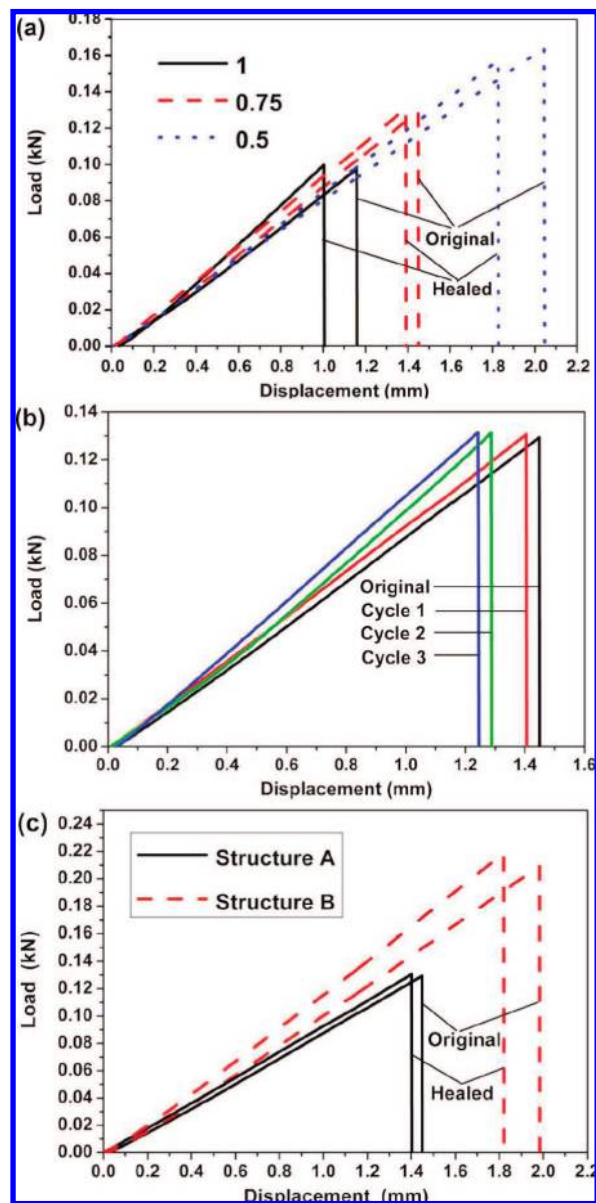 (a)
0.18
0.16
0.14
0.12
0.10
0.08
0.06
0.04
0.02
0.00
Load (kN)
1
0.75
0.5
Original
Healed
0.0 0.2 0.4 0.6 0.8 1.0 1.2 1.4 1.6 1.8 2.0 2.2
Displacement (mm)
(b)
0.14
0.12
0.10
0.08
0.06
0.04
0.02
0.00
Load (kN)
Original
Cycle 1
Cycle 2
Cycle 3
0.0 0.2 0.4 0.6 0.8 1.0 1.2 1.4 1.6
Displacement (mm)
(c)
0.24
0.22
0.20
0.18
0.16
0.14
0.12
0.10
0.08
0.06
0.04
0.02
0.00
Load (kN)
Structure A
Structure B
Original
Healed
0.0 0.2 0.4 0.6 0.8 1.0 1.2 1.4 1.6 1.8 2.0 2.2
Displacement (mm)